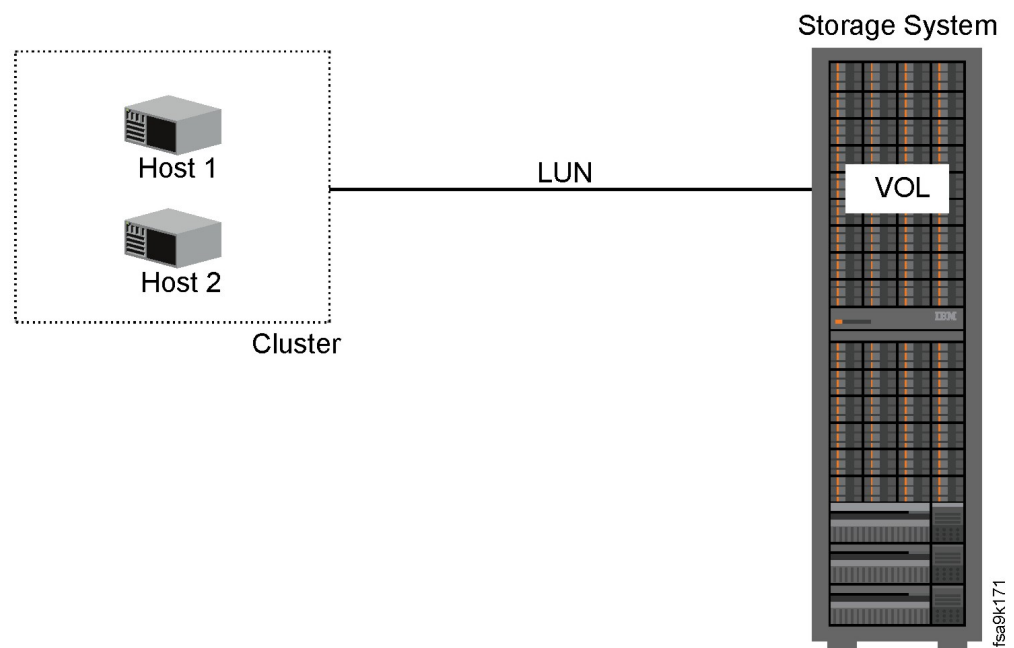 Storage System
Host 1
LUN
VOL
Host 2
IBM
Cluster
fsa9k171